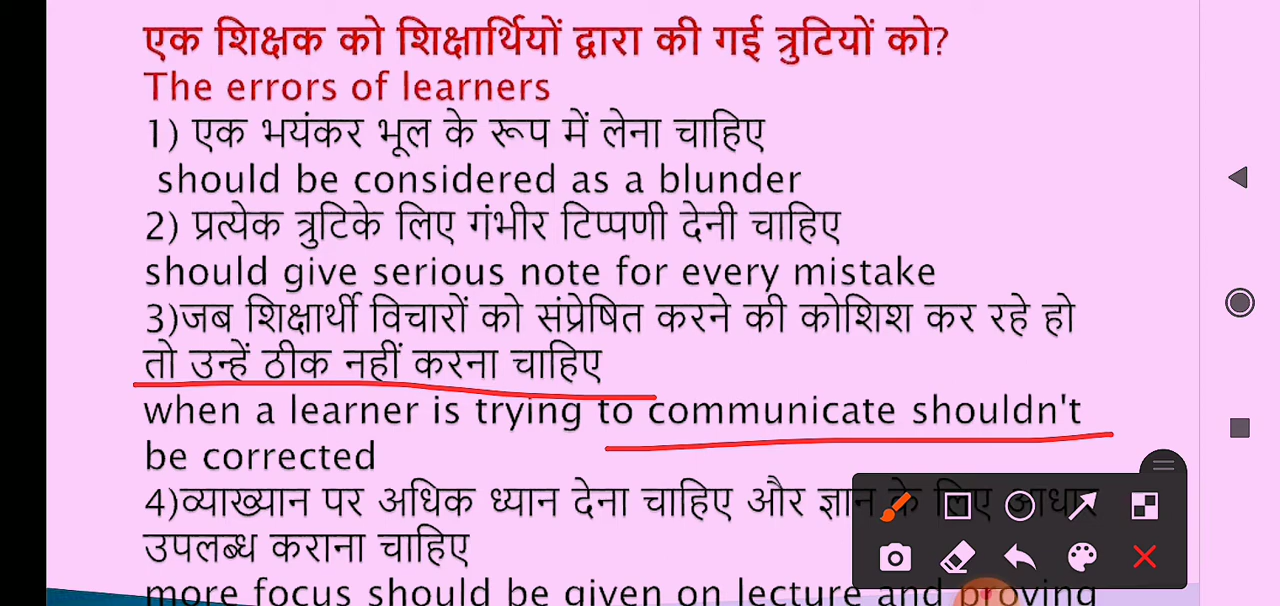 एक शिक्षक को शिक्षार्थियों द्वारा की गई त्रुटियों को?
The errors of learners
1) एक भयंकर भूल के रूप में लेना चाहिए
should be considered as a blunder
2) प्रत्येक त्रुटिके लिए गंभीर टिप्पणी देनी चाहिए
should give serious note for every mistake
3)जब शिक्षार्थी विचारों को संप्रेषित करने की कोशिश कर रहे हो
तो उन्हें ठीक नहीं करना चाहिए
when a learner is trying to communicate shouldn't
be corrected
4)व्याख्यान पर अधिक ध्यान देना चाहिए और ज्ञान के लिए आधार
उपलब्ध कराना चाहिए
more focus should be given on lecture and proving